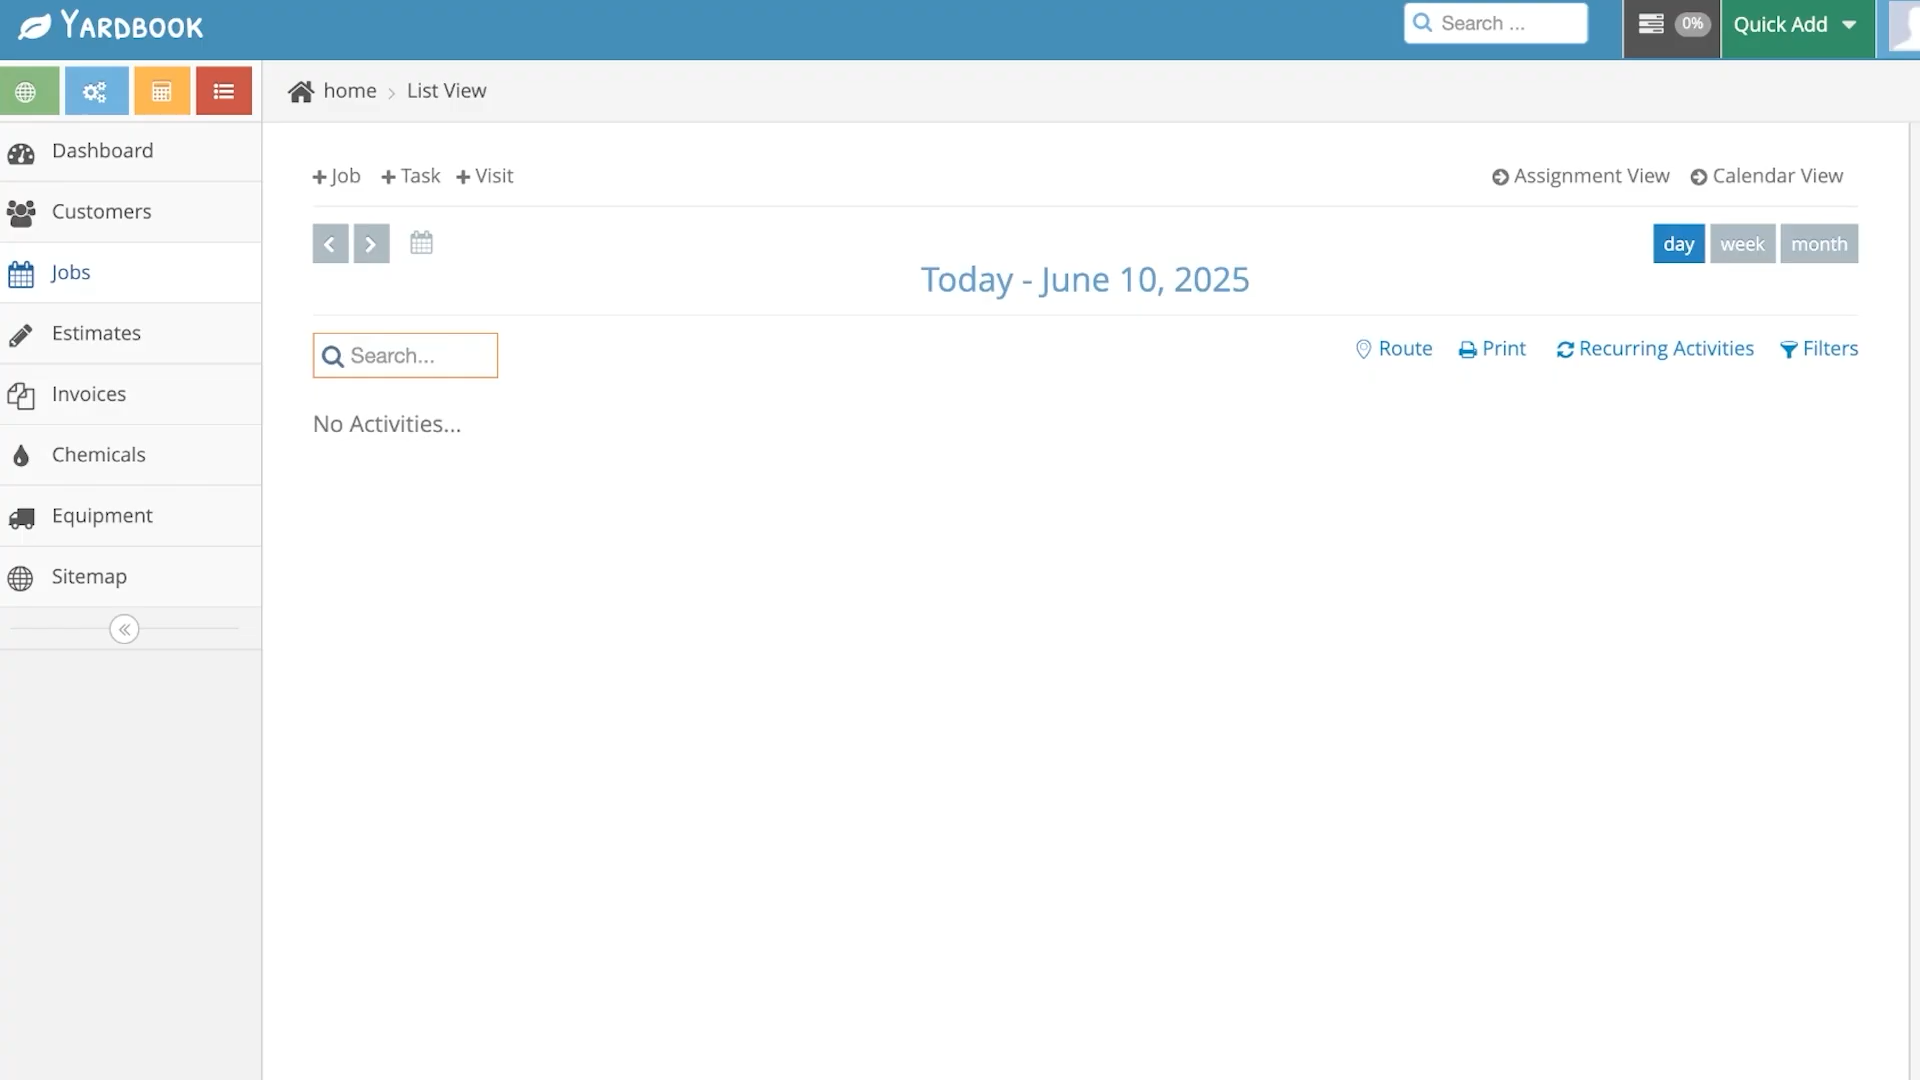 YARDBOOK
Search ...
0%
Quick Add
home › List View
Dashboard
Customers
Jobs
Estimates
Invoices
Chemicals
Equipment
Sitemap
+ Job + Task + Visit
Assignment View Calendar View
day week month
Today - June 10, 2025
Search...
Route Print Recurring Activities Filters
No Activities...